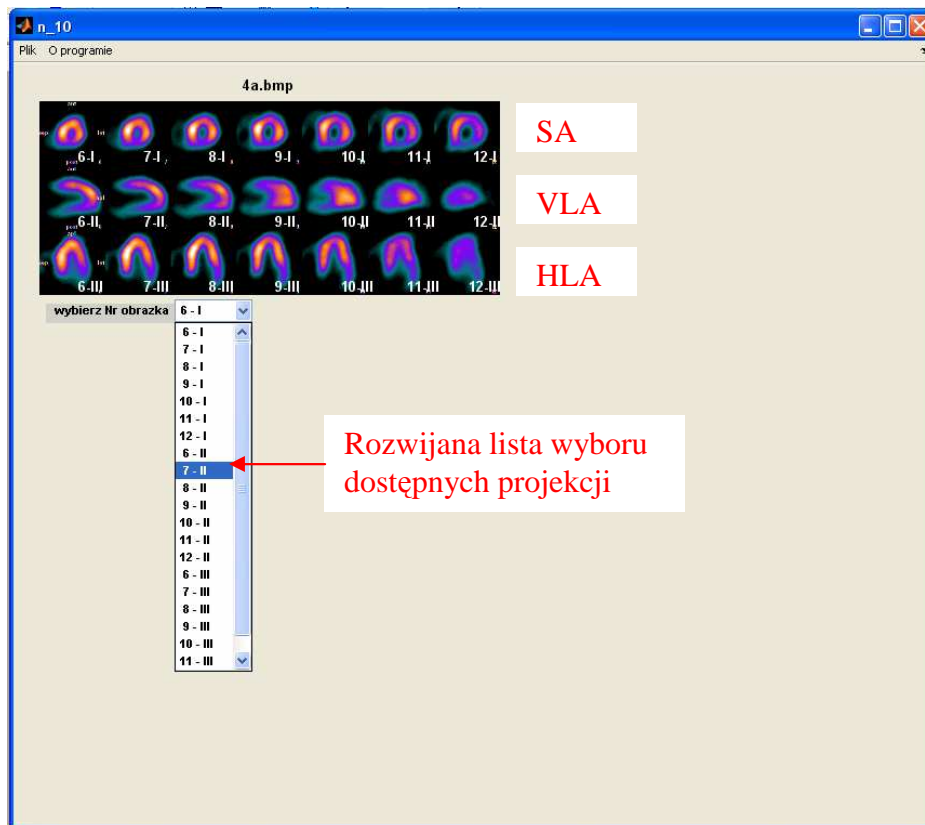 n_10
Plik O programie
4a.bmp
6-I 7-I 8-I 9-I 10-I 11-I 12-I
SA
6-II 7-II 8-II 9-II 10-II 11-II 12-II
VLA
6-III 7-III 8-III 9-III 10-III 11-III 12-III
HLA
wybierz Nr obrazka 6 - I
6 - I
7 - I
8 - I
9 - I
10 - I
11 - I
12 - I
6 - II
7 - II
8 - II
9 - II
10 - II
11 - II
12 - II
6 - III
7 - III
8 - III
9 - III
10 - III
11 - III
Rozwijana lista wyboru
dostępnych projekcji